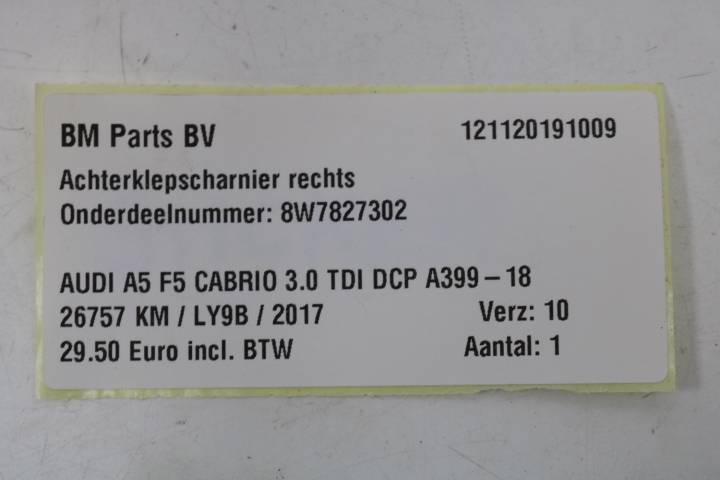 BM Parts BV 121120191009
Achterklepscharnier rechts
Onderdeelnummer: 8W7827302
AUDI A5 F5 CABRIO 3.0 TDI DCP A399 – 18
26757 KM / LY9B / 2017 Verz: 10
29.50 Euro incl. BTW Aantal: 1